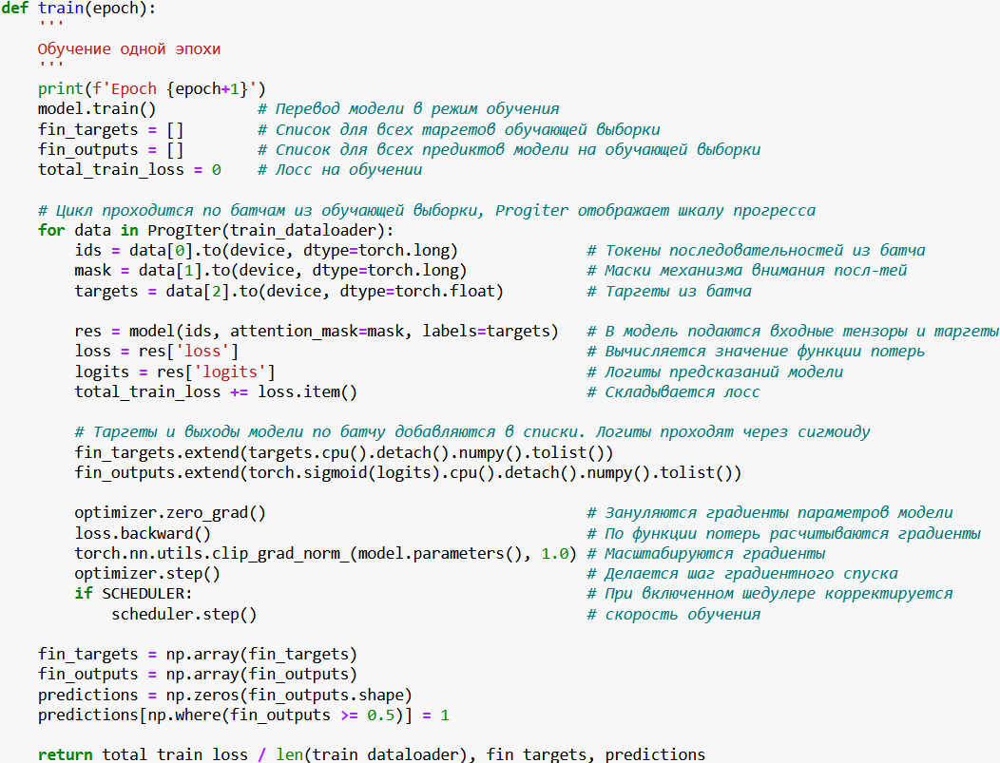 def train(epoch):
    '''
    Обучение одной эпохи
    '''
    print(f'Epoch {epoch+1}')
    model.train()           # Перевод модели в режим обучения
    fin_targets = []        # Список для всех таргетов обучающей выборки
    fin_outputs = []        # Список для всех предиктов модели на обучающей выборки
    total_train_loss = 0    # Лосс на обучении

    # Цикл проходится по батчам из обучающей выборки, Progiter отображает шкалу прогресса
    for data in ProgIter(train_dataloader):
        ids = data[0].to(device, dtype=torch.long)              # Токены последовательностей из батча
        mask = data[1].to(device, dtype=torch.long)             # Маски механизма внимания посл-тей
        targets = data[2].to(device, dtype=torch.float)         # Таргеты из батча

        res = model(ids, attention_mask=mask, labels=targets)   # В модель подаются входные тензоры и таргеты
        loss = res['loss']                                      # Вычисляется значение функции потерь
        logits = res['logits']                                  # Логиты предсказаний модели
        total_train_loss += loss.item()                         # Складывается лосс

        # Таргеты и выходы модели по батчу добавляются в списки. Логиты проходят через сигмоиду
        fin_targets.extend(targets.cpu().detach().numpy().tolist())
        fin_outputs.extend(torch.sigmoid(logits).cpu().detach().numpy().tolist())

        optimizer.zero_grad()                                   # Зануляются градиенты параметров модели
        loss.backward()                                         # По функции потерь расчитываются градиенты
        torch.nn.utils.clip_grad_norm_(model.parameters(), 1.0) # Масштабируются градиенты
        optimizer.step()                                        # Делается шаг градиентного спуска
        if SCHEDULER:                                           # При включенном шедулере корректируется
            scheduler.step()                                    # скорость обучения

    fin_targets = np.array(fin_targets)
    fin_outputs = np.array(fin_outputs)
    predictions = np.zeros(fin_outputs.shape)
    predictions[np.where(fin_outputs >= 0.5)] = 1

    return total_train_loss / len(train_dataloader), fin_targets, predictions